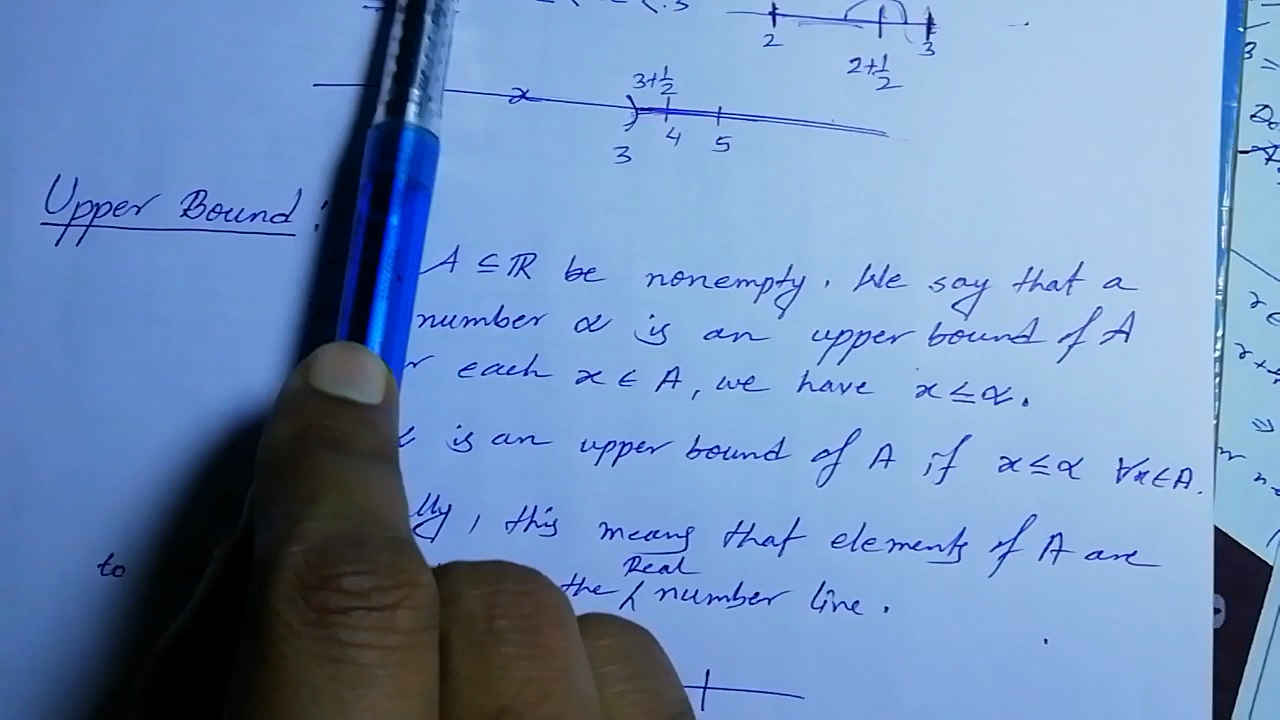 2 2+1/2 3
x 3+1/2
3 4 5
Upper Bound :
A ⊆ ℝ be nonempty. We say that a
number α is an upper bound of A
each x ∈ A, we have x ≤ α.
is an upper bound of A if x ≤ α ∀x∈A.
lly, this means that elements of A are
to the Real number line.